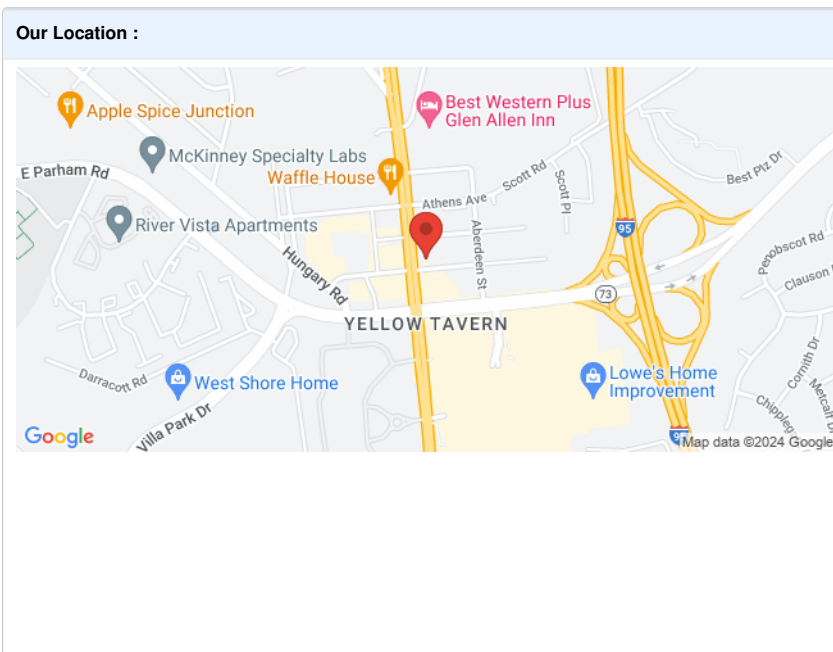 Our Location :
Best Western Plus
Glen Allen Inn
Apple Spice Junction
McKinney Specialty Labs
Waffle House
E Parham Rd
Best Plz Dr
Scott Rd
Scott Pl
Athens Ave
River Vista Apartments
Aberdeen St
95
Penobscot Rd
Hungary Rd
Clauson
73
YELLOW TAVERN
Cornith Dr
Darracott Rd
West Shore Home
Lowe's Home
Improvement
Metcalf Dr
Chippleg
Villa Park Dr
Google
Map data ©2024 Google